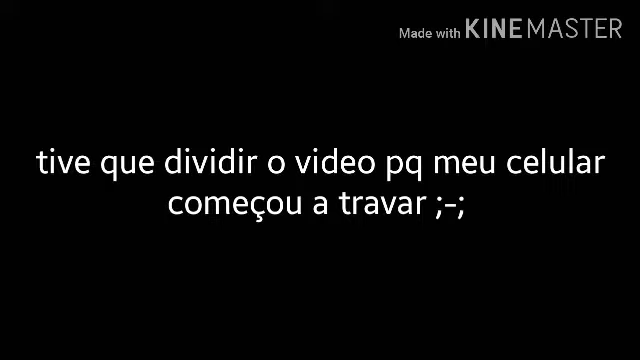 Made with KINEMASTER
tive que dividir o video pq meu celular
começou a travar ;-;